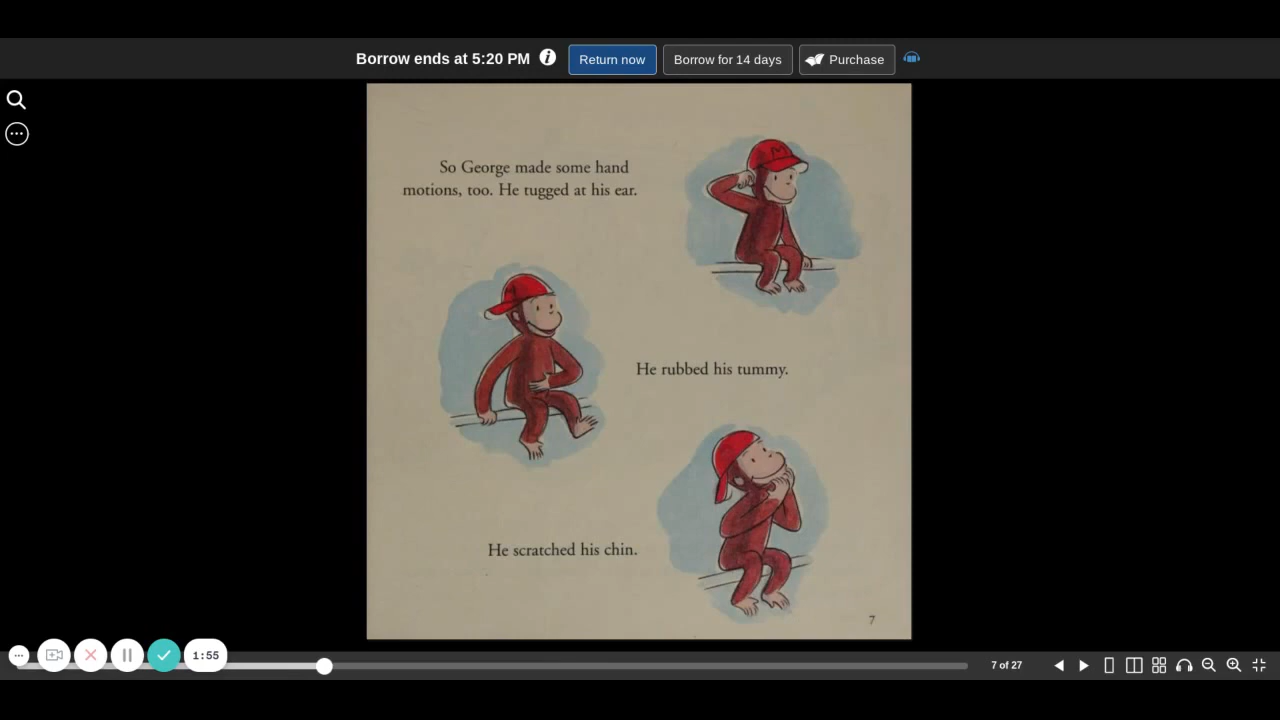 Borrow ends at 5:20 PM
Return now
Borrow for 14 days
Purchase
So George made some hand
motions, too. He tugged at his ear.
He rubbed his tummy.
He scratched his chin.
7
1:55
7 of 27